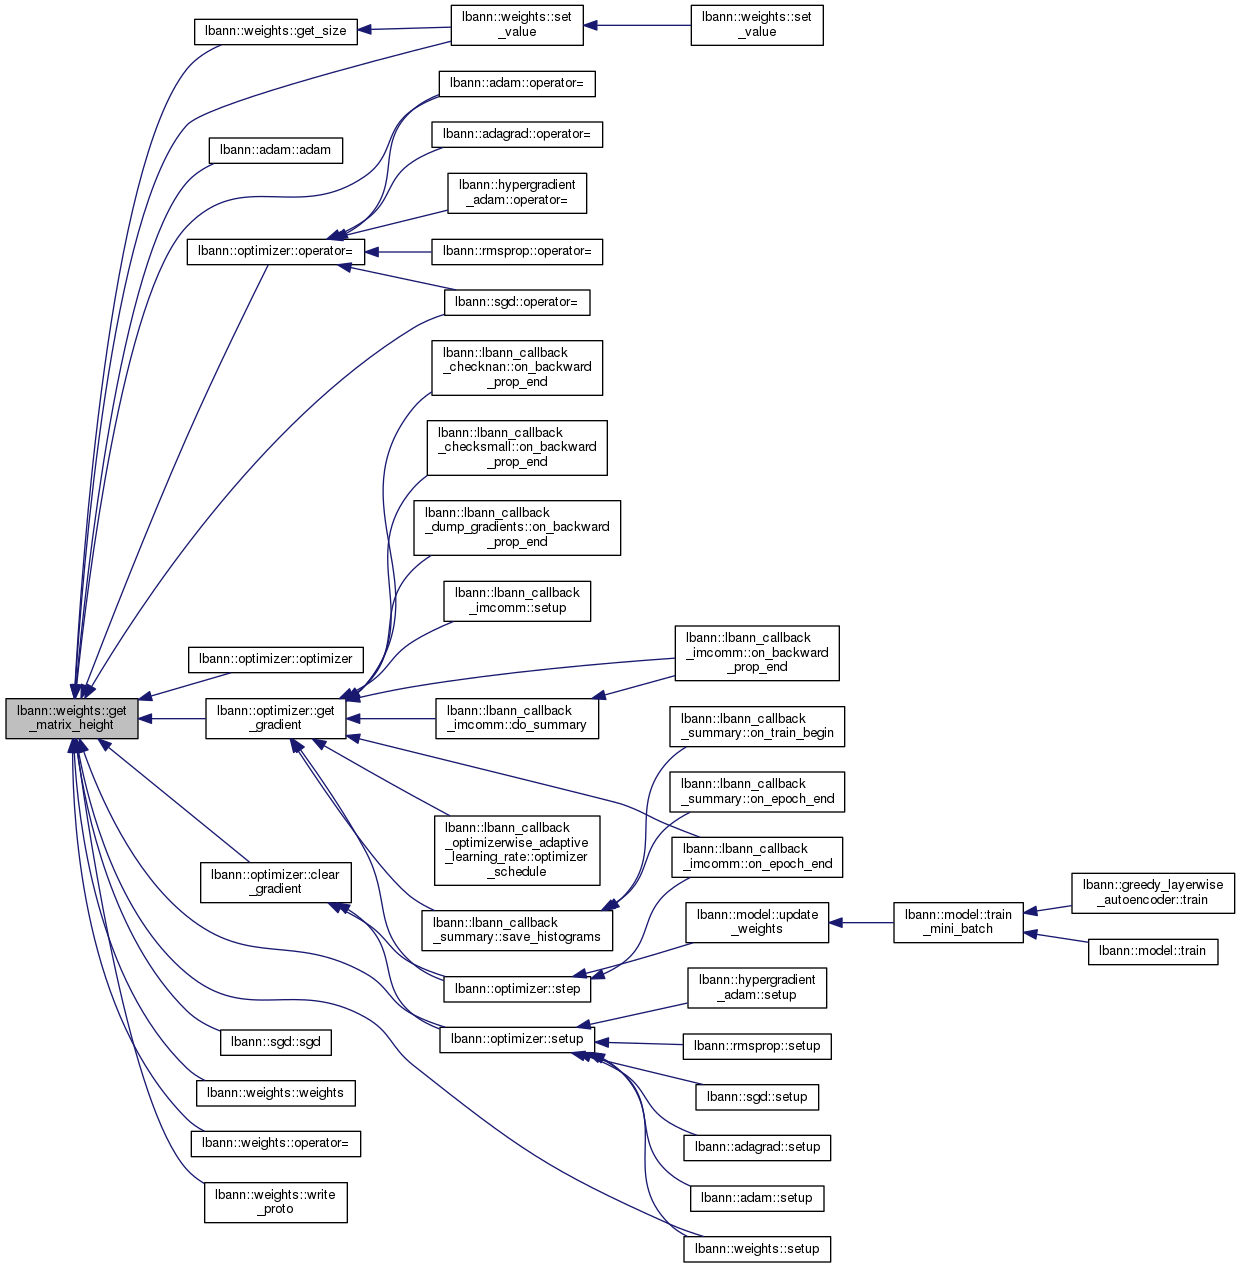 lbann::weights::get_size
lbann::weights::set
_value
lbann::weights::set
_value
lbann::adam::operator=
lbann::adagrad::operator=
lbann::adam::adam
lbann::hypergradient
_adam::operator=
lbann::optimizer::operator=
lbann::rmsprop::operator=
lbann::sgd::operator=
lbann::lbann_callback
_checknan::on_backward
_prop_end
lbann::lbann_callback
_checksmall::on_backward
_prop_end
lbann::lbann_callback
_dump_gradients::on_backward
_prop_end
lbann::lbann_callback
_imcomm::setup
lbann::optimizer::optimizer
lbann::lbann_callback
_imcomm::on_backward
_prop_end
lbann::weights::get
_matrix_height
lbann::optimizer::get
_gradient
lbann::lbann_callback
_imcomm::do_summary
lbann::lbann_callback
_summary::on_train_begin
lbann::lbann_callback
_summary::on_epoch_end
lbann::lbann_callback
_optimizerwise_adaptive
_learning_rate::optimizer
_schedule
lbann::lbann_callback
_imcomm::on_epoch_end
lbann::optimizer::clear
_gradient
lbann::lbann_callback
_summary::save_histograms
lbann::model::update
_weights
lbann::model::train
_mini_batch
lbann::greedy_layerwise
_autoencoder::train
lbann::model::train
lbann::optimizer::step
lbann::hypergradient
_adam::setup
lbann::sgd::sgd
lbann::optimizer::setup
lbann::rmsprop::setup
lbann::weights::weights
lbann::sgd::setup
lbann::weights::operator=
lbann::adagrad::setup
lbann::weights::write
_proto
lbann::adam::setup
lbann::weights::setup